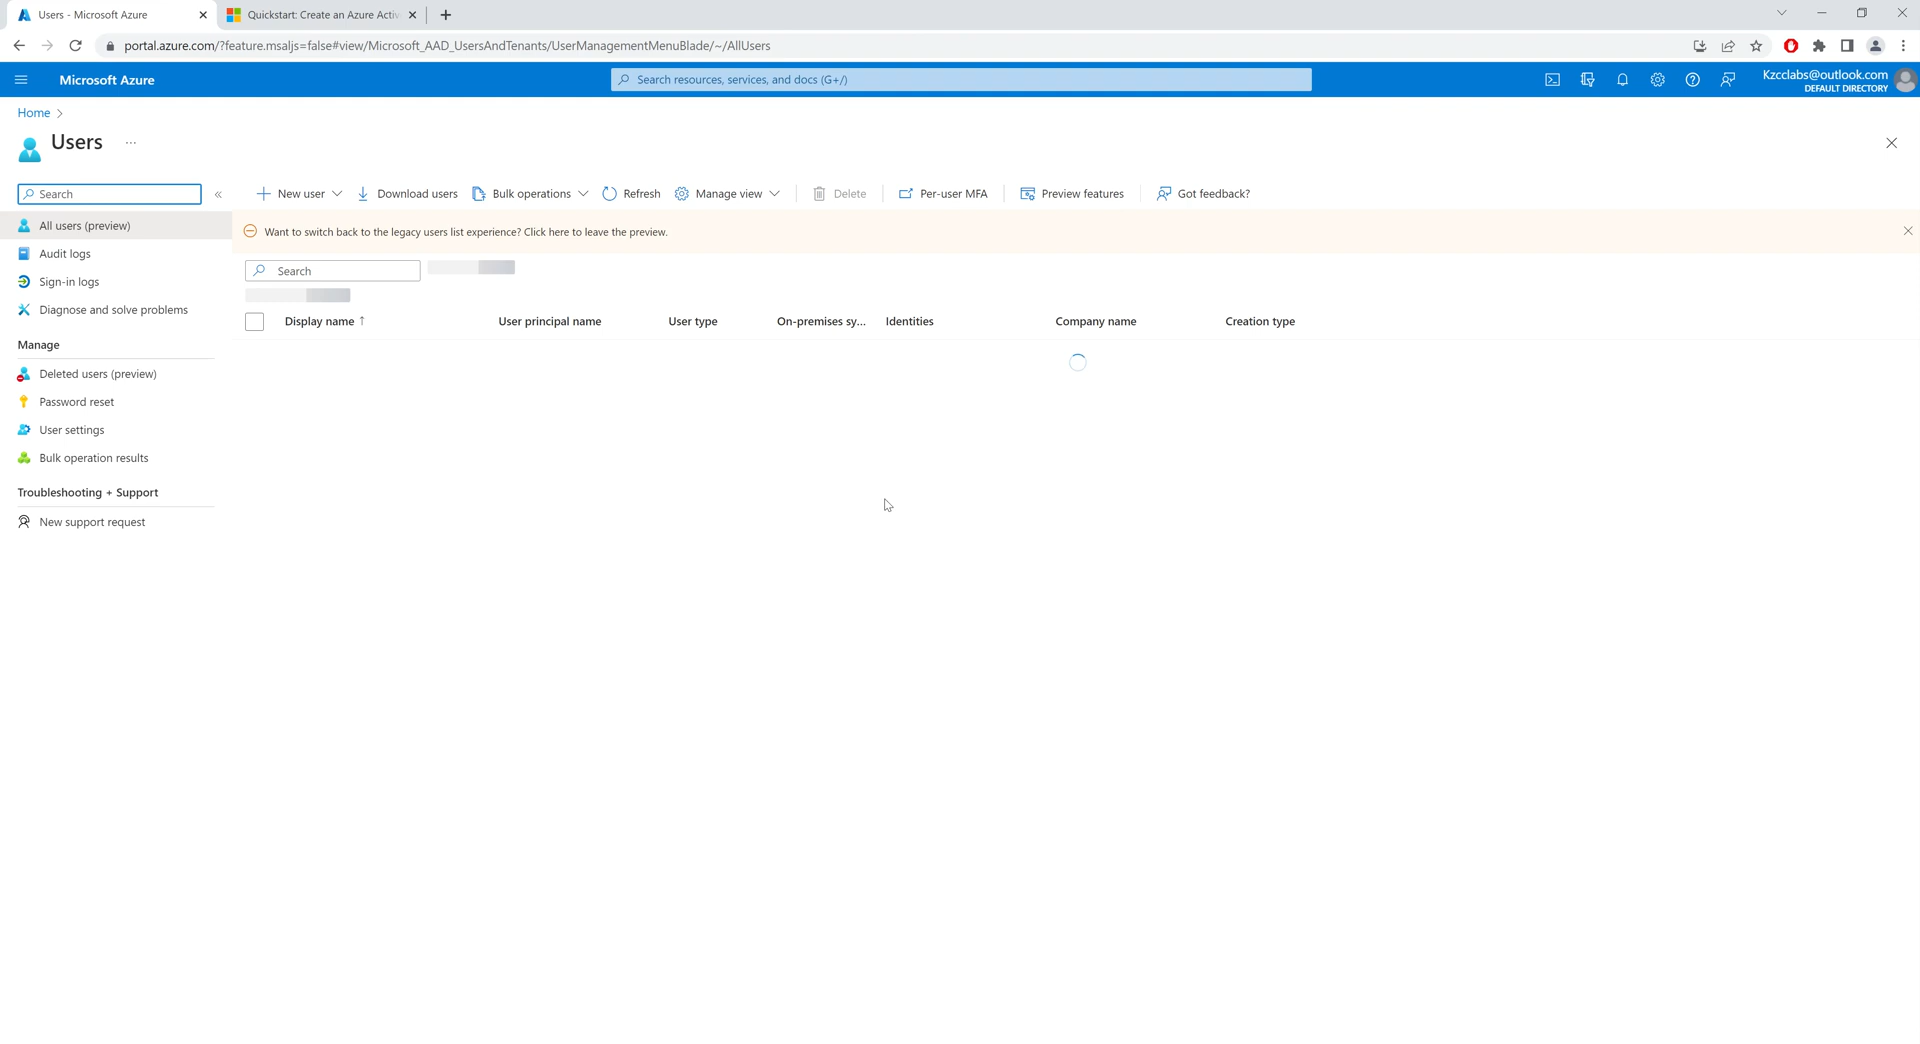 Users - Microsoft Azure
Quickstart: Create an Azure Activ
portal.azure.com/?feature.msaljs=false#view/Microsoft_AAD_UsersAndTenants/UserManagementMenuBlade/~/AllUsers
Microsoft Azure
Search resources, services, and docs (G+/)
Kzcclabs@outlook.com
DEFAULT DIRECTORY
Home
Users
Search
New user
Download users
Bulk operations
Refresh
Manage view
Delete
Per-user MFA
Preview features
Got feedback?
All users (preview)
Audit logs
Sign-in logs
Diagnose and solve problems
Manage
Deleted users (preview)
Password reset
User settings
Bulk operation results
Troubleshooting + Support
New support request
Want to switch back to the legacy users list experience? Click here to leave the preview.
Search
Display name ↑
User principal name
User type
On-premises sy...
Identities
Company name
Creation type